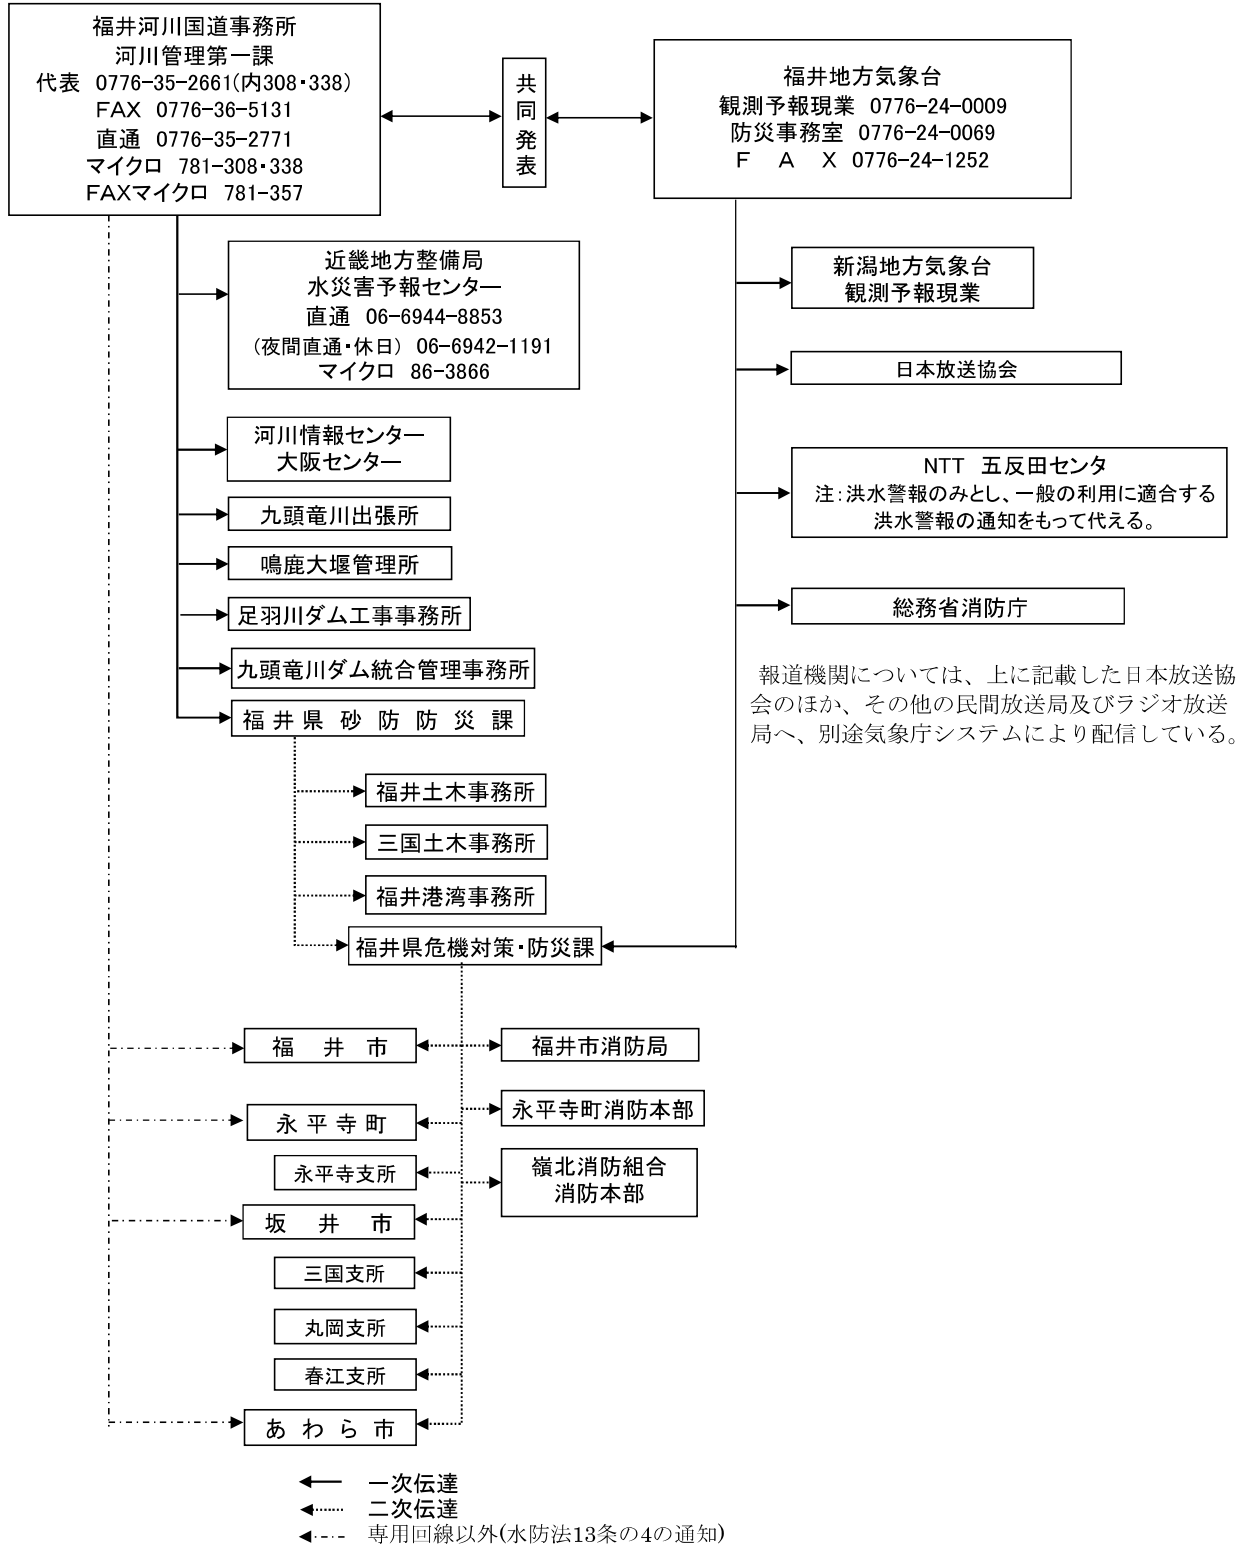 福井河川国道事務所
河川管理第一課
代表 0776-35-2661(内308・338)
FAX 0776-36-5131
直通 0776-35-2771
マイクロ 781-308・338
FAXマイクロ 781-357
共同発表
福井地方気象台
観測予報現業 0776-24-0009
防災事務室 0776-24-0069
F A X 0776-24-1252
近畿地方整備局
水災害予報センター
直通 06-6944-8853
(夜間直通・休日) 06-6942-1191
マイクロ 86-3866
河川情報センター
大阪センター
九頭竜川出張所
鳴鹿大堰管理所
足羽川ダム工事事務所
九頭竜川ダム統合管理事務所
福井県砂防防災課
新潟地方気象台
観測予報現業
日本放送協会
NTT 五反田センタ
注:洪水警報のみとし、一般の利用に適合する
洪水警報の通知をもって代える。
総務省消防庁
報道機関については、上に記載した日本放送協
会のほか、その他の民間放送局及びラジオ放送
局へ、別途気象庁システムにより配信している。
福井土木事務所
三国土木事務所
福井港湾事務所
福井県危機対策・防災課
福井市
福井市消防局
永平寺町
永平寺町消防本部
永平寺支所
嶺北消防組合
消防本部
坂井市
三国支所
丸岡支所
春江支所
あわら市
一次伝達
二次伝達
専用回線以外(水防法13条の4の通知)